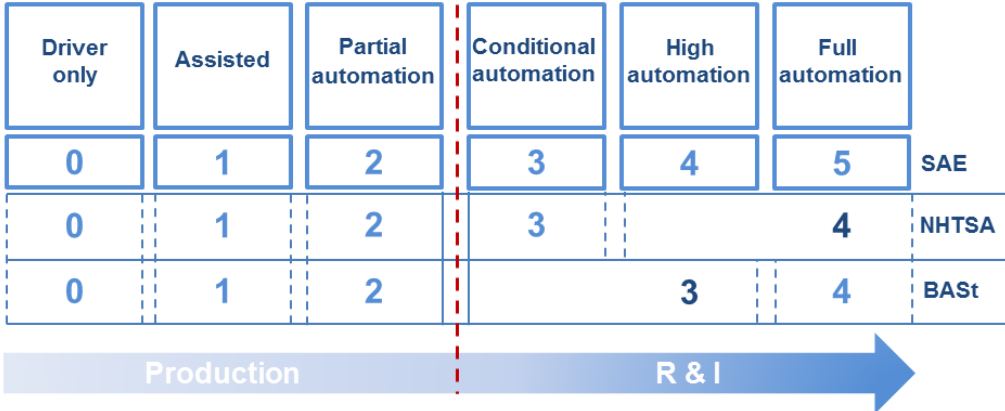 Driver only
Assisted
Partial automation
Conditional automation
High automation
Full automation
0 1 2 3 4 5 SAE
0 1 2 3 4 NHTSA
0 1 2 3 4 BASt
Production R & I